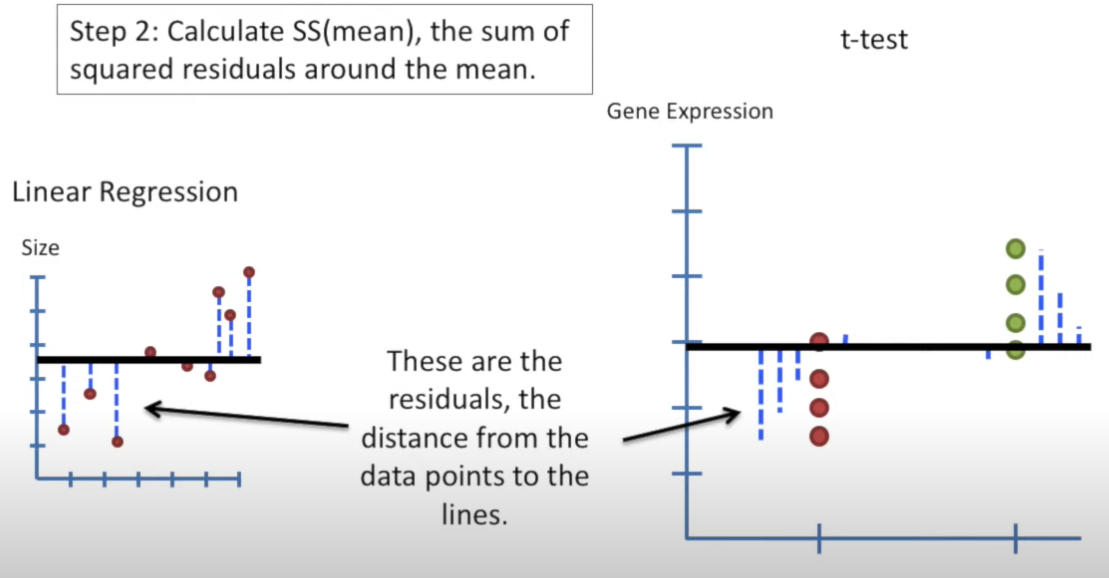 Step 2: Calculate SS(mean), the sum of
squared residuals around the mean.
t-test
Gene Expression
Linear Regression
Size
These are the
residuals, the
distance from the
data points to the
lines.